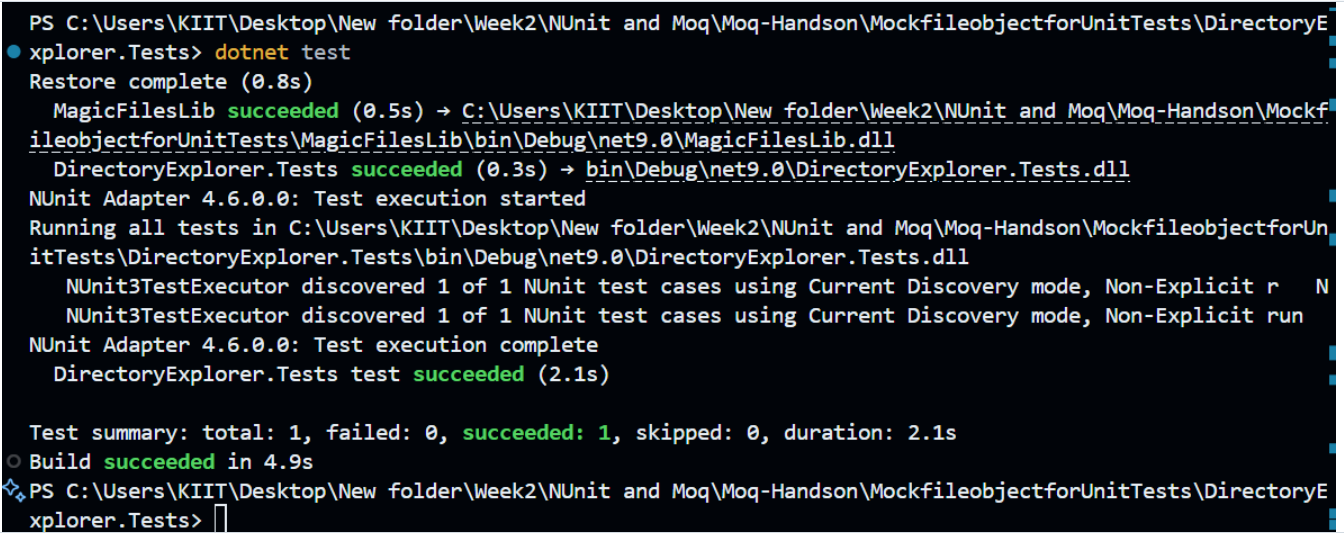 PS C:\Users\KIIT\Desktop\New folder\Week2\NUnit and Moq\Moq-Handson\MockfileobjectforUnitTests\DirectoryE
xplorer.Tests> dotnet test
Restore complete (0.8s)
MagicFilesLib succeeded (0.5s) → C:\Users\KIIT\Desktop\New folder\Week2\NUnit and Moq\Moq-Handson\Mockf
ileobjectforUnitTests\MagicFilesLib\bin\Debug\net9.0\MagicFilesLib.dll
DirectoryExplorer.Tests succeeded (0.3s) → bin\Debug\net9.0\DirectoryExplorer.Tests.dll
NUnit Adapter 4.6.0.0: Test execution started
Running all tests in C:\Users\KIIT\Desktop\New folder\Week2\NUnit and Moq\Moq-Handson\MockfileobjectforUn
itTests\DirectoryExplorer.Tests\bin\Debug\net9.0\DirectoryExplorer.Tests.dll
NUnit3TestExecutor discovered 1 of 1 NUnit test cases using Current Discovery mode, Non-Explicit r   N
NUnit3TestExecutor discovered 1 of 1 NUnit test cases using Current Discovery mode, Non-Explicit run
NUnit Adapter 4.6.0.0: Test execution complete
DirectoryExplorer.Tests test succeeded (2.1s)
Test summary: total: 1, failed: 0, succeeded: 1, skipped: 0, duration: 2.1s
Build succeeded in 4.9s
PS C:\Users\KIIT\Desktop\New folder\Week2\NUnit and Moq\Moq-Handson\MockfileobjectforUnitTests\DirectoryE
xplorer.Tests>